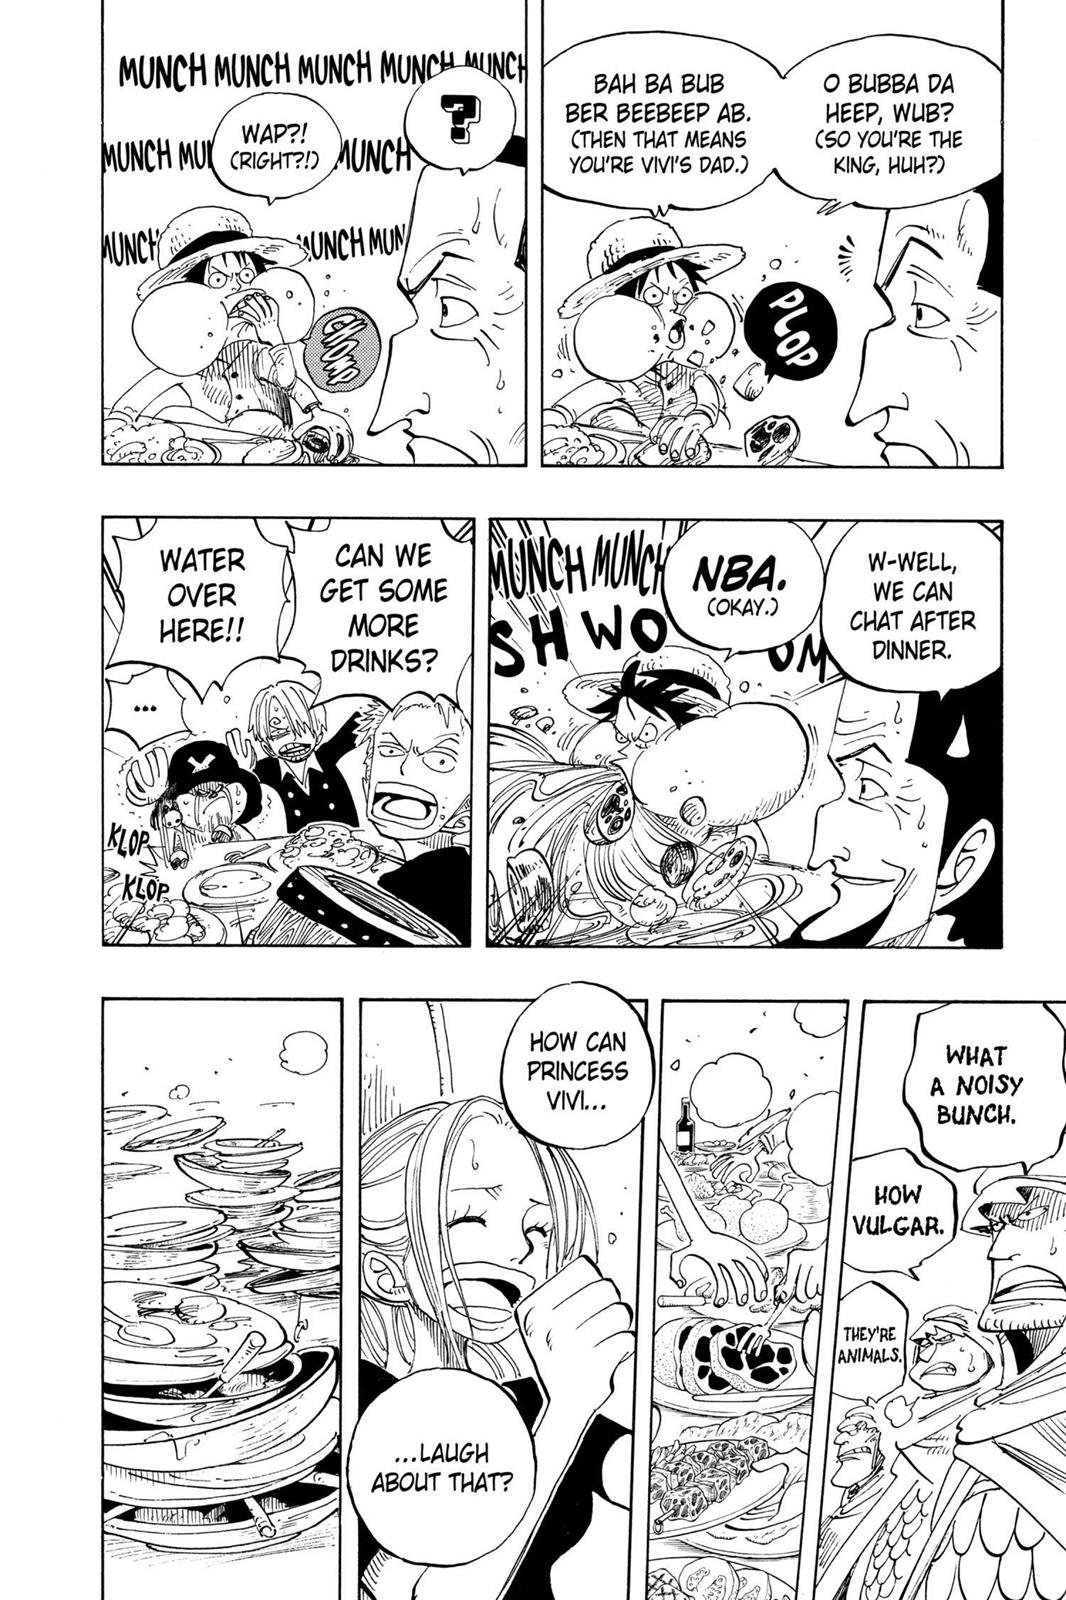 O BUBBA DA
HEEP, WUB?
(SO YOU'RE THE
KING, HUH?)
BAH BA BUB
BER BEEBEEP AB.
(THEN THAT MEANS
YOU'RE VIVI'S DAD.)
PLOP
MUNCH MUNCH MUNCH MUNCH MUNCH
?
WAP?!
(RIGHT?!)
MUNCH MUN
MUNCH
MUNCH
MUNCH MUN
CHOMP
W-WELL,
WE CAN
CHAT AFTER
DINNER.
NBA.
(OKAY.)
MUNCH MUNCH
SHWO
OM
CAN WE
GET SOME
MORE
DRINKS?
WATER
OVER
HERE!!
...
KLOP
KLOP
WHAT
A NOISY
BUNCH.
HOW
VULGAR.
THEY'RE
ANIMALS.
HOW CAN
PRINCESS
VIVI...
...LAUGH
ABOUT THAT?